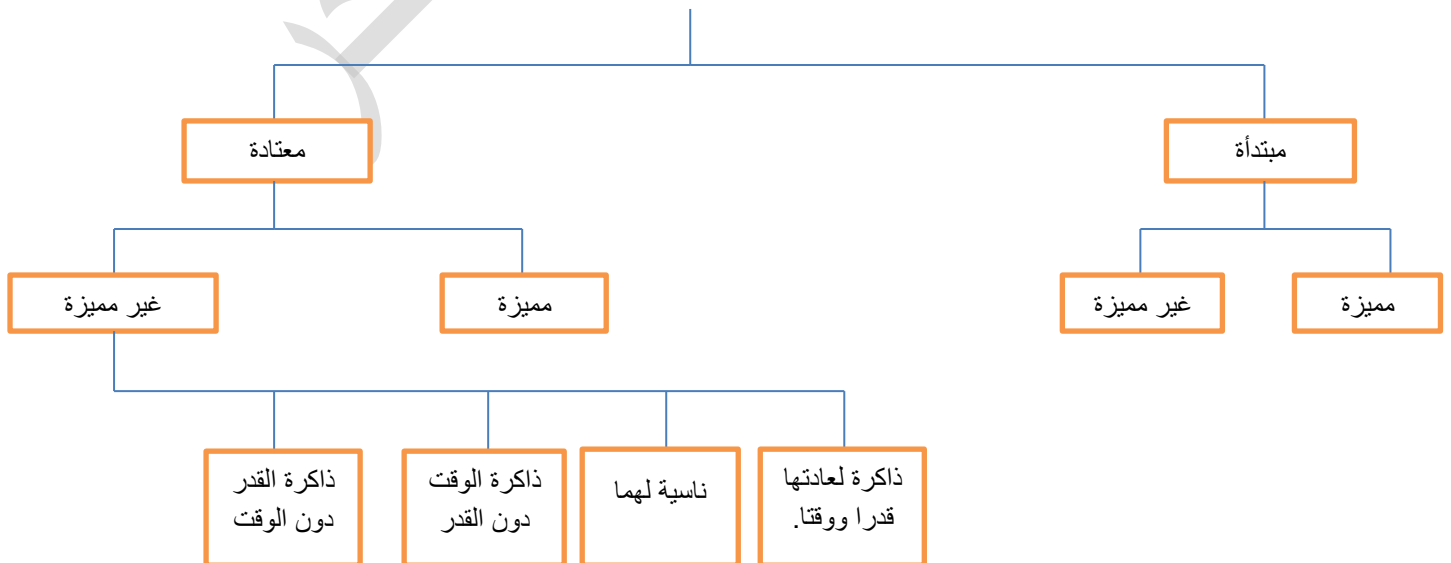 مبتدأة
معتادة
مميزة
غير مميزة
مميزة
غير مميزة
ذاكرة لعادتها
قدرا ووقتا.
ناسية لهما
ذاكرة الوقت
دون القدر
ذاكرة القدر
دون الوقت